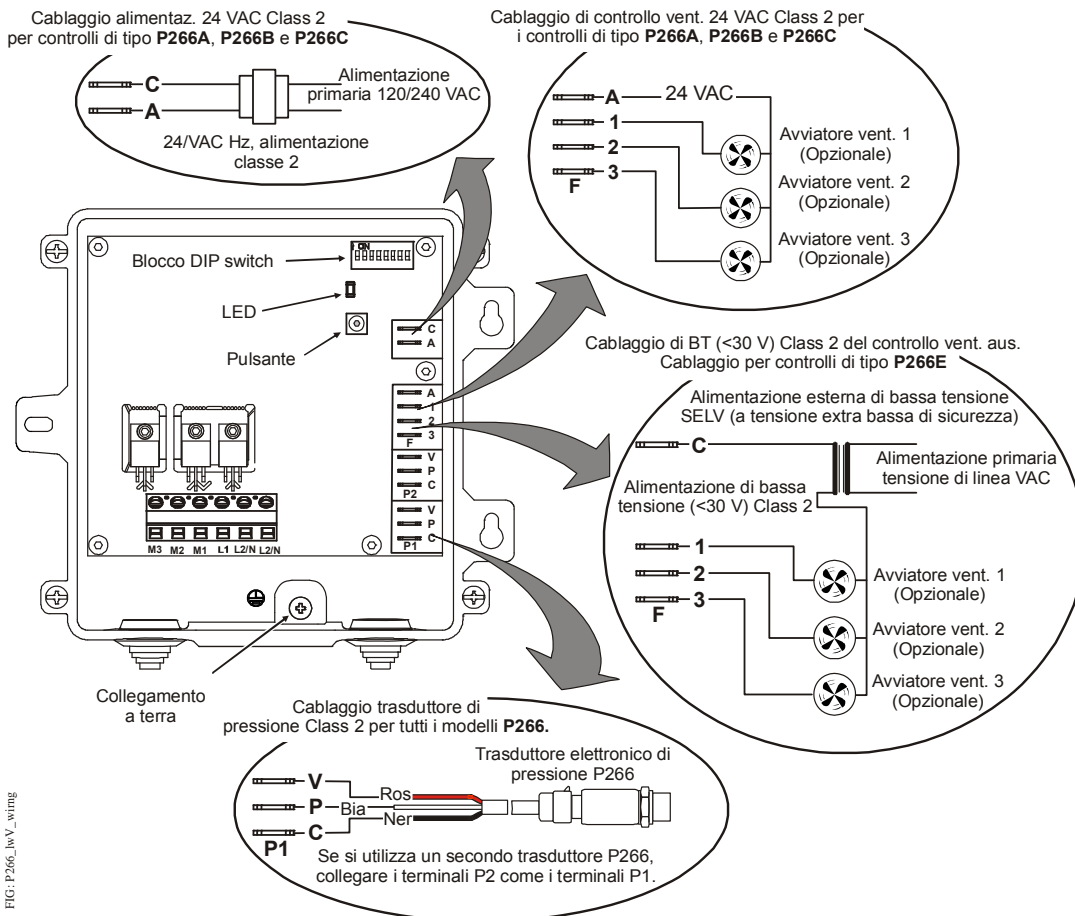 Cablaggio alimentaz. 24 VAC Class 2
per controlli di tipo P266A, P266B e P266C
C
A
Alimentazione
primaria 120/240 VAC
24/VAC Hz, alimentazione
classe 2
Cablaggio di controllo vent. 24 VAC Class 2 per
i controlli di tipo P266A, P266B e P266C
A 24 VAC
1
2
3
F
Avviatore vent. 1
(Opzionale)
Avviatore vent. 2
(Opzionale)
Avviatore vent. 3
(Opzionale)
Blocco DIP switch
ON
LED
Pulsante
C
A
A
1
2
3
F
V
P
C
P2
V
P
C
P1
M3 M2 M1 L1 L2/N L2/N
Collegamento
a terra
Cablaggio di BT (<30 V) Class 2 del controllo vent. aus.
Cablaggio per controlli di tipo P266E
Alimentazione esterna di bassa tensione
SELV (a tensione extra bassa di sicurezza)
C
Alimentazione primaria
tensione di linea VAC
Alimentazione di bassa
tensione (<30 V) Class 2
1
2
3
F
Avviatore vent. 1
(Opzionale)
Avviatore vent. 2
(Opzionale)
Avviatore vent. 3
(Opzionale)
Cablaggio trasduttore di
pressione Class 2 per tutti i modelli P266.
Trasduttore elettronico di
pressione P266
V Ros
P Bia
C Ner
P1
Se si utilizza un secondo trasduttore P266,
collegare i terminali P2 come i terminali P1.
FIG: P266_lwV_wirng